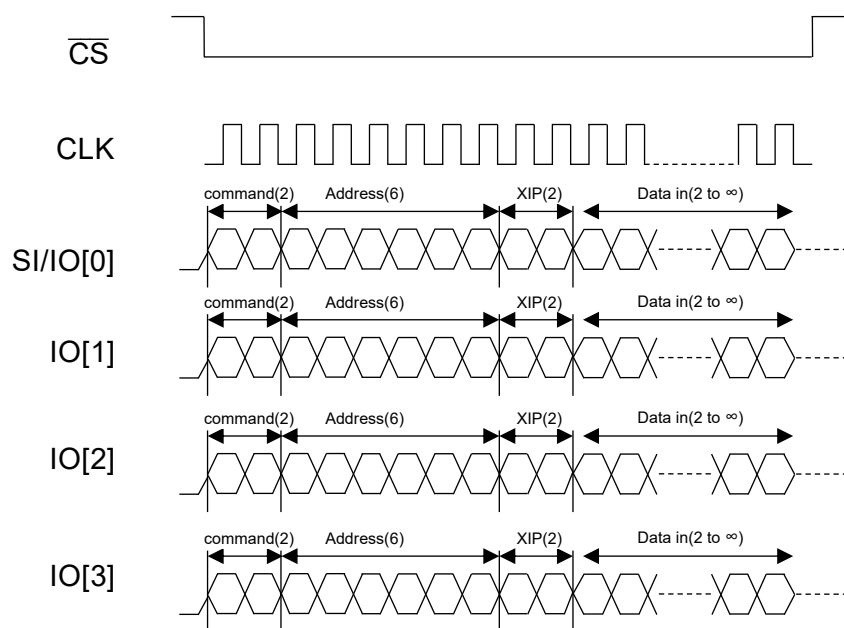 CS
CLK
command(2) Address(6) XIP(2) Data in(2 to ∞)
SI/IO[0]
command(2) Address(6) XIP(2) Data in(2 to ∞)
IO[1]
command(2) Address(6) XIP(2) Data in(2 to ∞)
IO[2]
command(2) Address(6) XIP(2) Data in(2 to ∞)
IO[3]